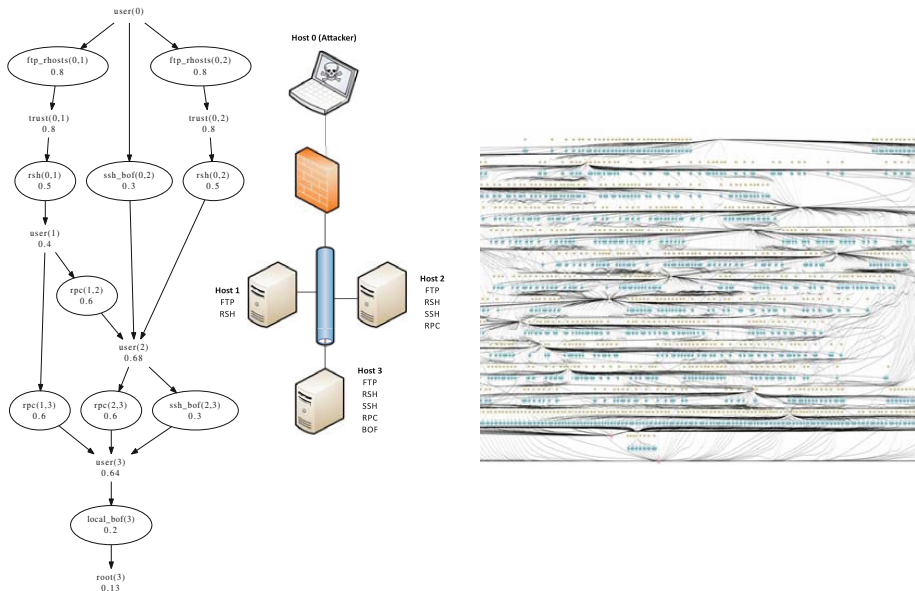 user(0)
ftp_rhosts(0,1)
0.8
ftp_rhosts(0,2)
0.8
trust(0,1)
0.8
trust(0,2)
0.8
rsh(0,1)
0.5
ssh_bof(0,2)
0.3
rsh(0,2)
0.5
user(1)
0.4
rpc(1,2)
0.6
user(2)
0.68
rpc(1,3)
0.6
rpc(2,3)
0.6
ssh_bof(2,3)
0.3
user(3)
0.64
local_bof(3)
0.2
root(3)
0.13
Host 0 (Attacker)
Host 1
FTP
RSH
Host 2
FTP
RSH
SSH
RPC
Host 3
FTP
RSH
SSH
RPC
BOF